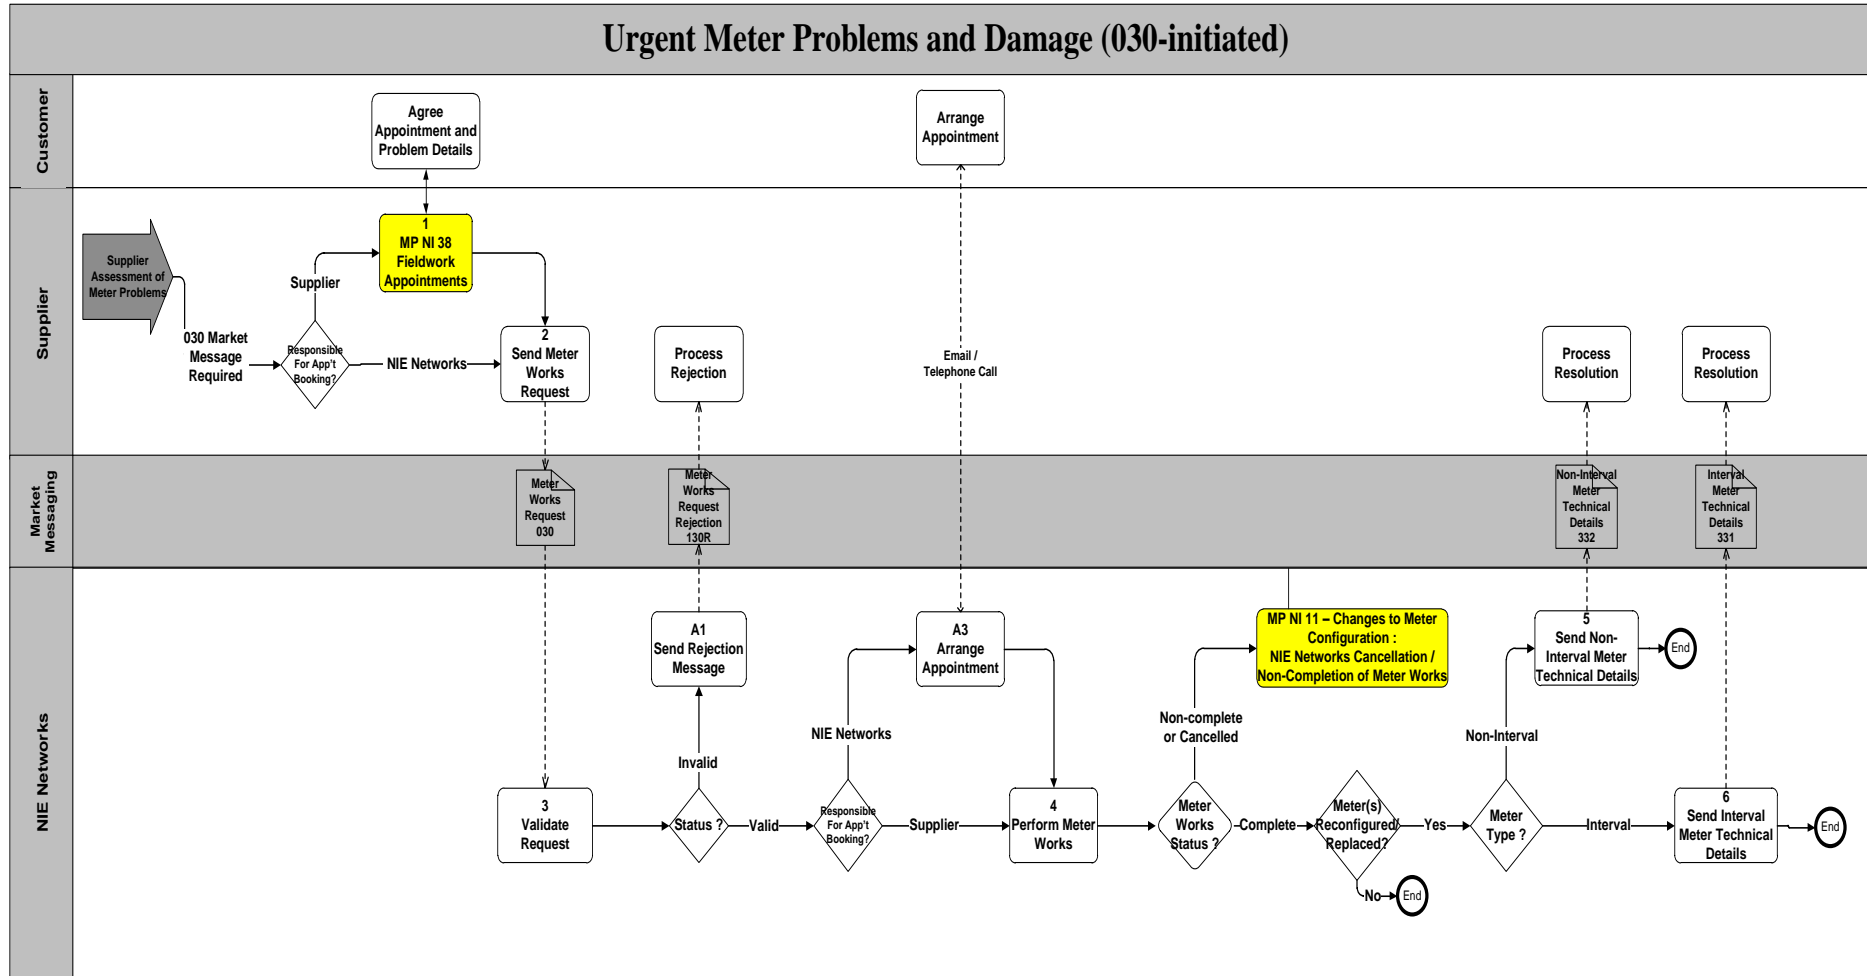 Urgent Meter Problems and Damage (030-initiated)
Customer
Agree
Appointment and
Problem Details
Arrange
Appointment
Supplier
Supplier
Assessment of
Meter Problems
030 Market
Message
Required
Responsible
For App't
Booking?
Supplier
NIE Networks
1
MP NI 38
Fieldwork
Appointments
2
Send Meter
Works
Request
Process
Rejection
Email /
Telephone Call
Process
Resolution
Process
Resolution
Market
Messaging
Meter
Works
Request
030
Meter
Works
Request
Rejection
130R
Non-Interval
Meter
Technical
Details
332
Interval
Meter
Technical
Details
331
NIE Networks
3
Validate
Request
Status ?
Invalid
A1
Send Rejection
Message
Valid
Responsible
For App't
Booking?
NIE Networks
A3
Arrange
Appointment
Supplier
4
Perform Meter
Works
Meter
Works
Status ?
Non-complete
or Cancelled
MP NI 11 – Changes to Meter
Configuration :
NIE Networks Cancellation /
Non-Completion of Meter Works
Complete
Meter(s)
Reconfigured/
Replaced?
No
End
Yes
Meter
Type ?
Non-Interval
5
Send Non-
Interval Meter
Technical Details
End
Interval
6
Send Interval
Meter Technical
Details
End